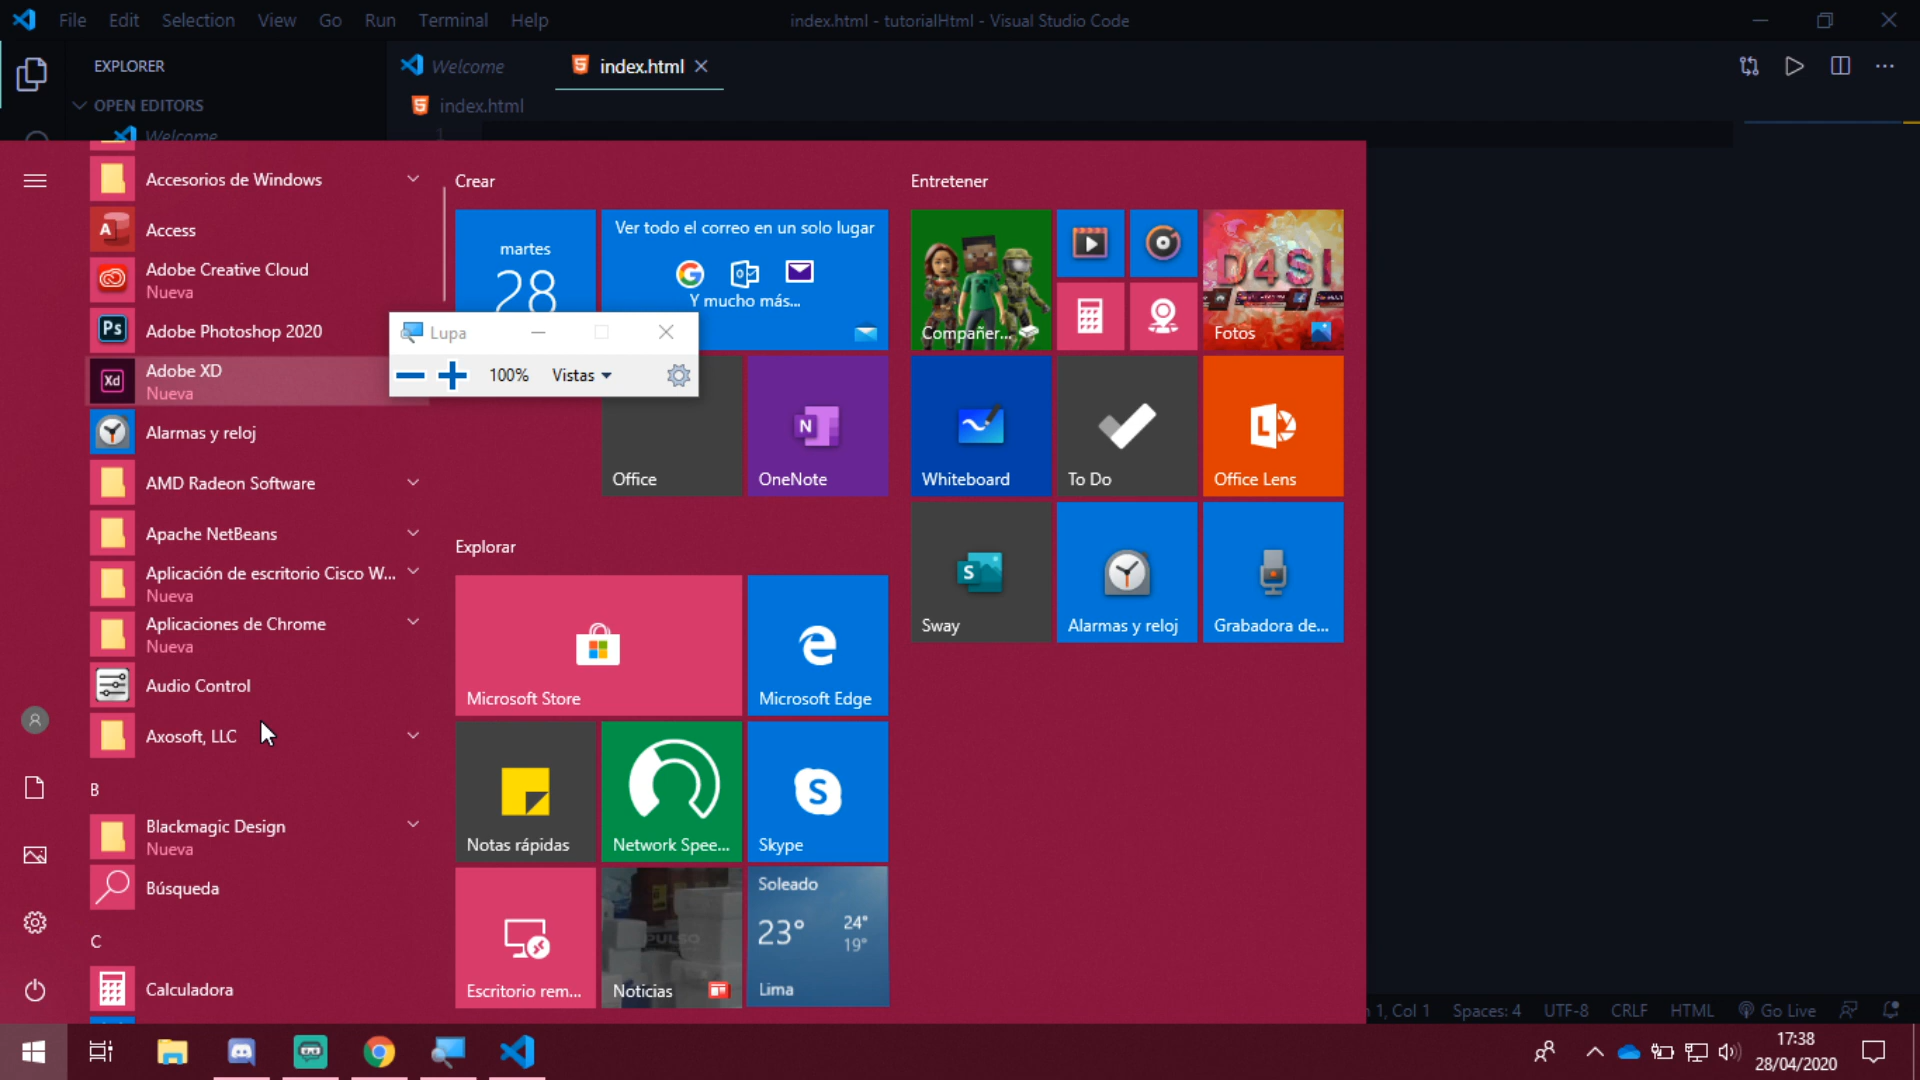 File Edit Selection View Go Run Terminal Help
index.html - tutorialHtml - Visual Studio Code
EXPLORER
Welcome
index.html
OPEN EDITORS
index.html
Welcome
1
Accesorios de Windows
Access
Adobe Creative Cloud
Nueva
Adobe Photoshop 2020
Adobe XD
Nueva
Alarmas y reloj
AMD Radeon Software
Apache NetBeans
Aplicación de escritorio Cisco W...
Nueva
Aplicaciones de Chrome
Nueva
Audio Control
Axosoft, LLC
B
Blackmagic Design
Nueva
Búsqueda
C
Calculadora
Crear
martes
28
Ver todo el correo en un solo lugar
Y mucho más...
Lupa
100%
Vistas
Office
OneNote
Explorar
Microsoft Store
Microsoft Edge
Notas rápidas
Network Spee...
Skype
Escritorio rem...
Noticias
Soleado
23°
24°
19°
Lima
Entretener
Compañer...
D4SI
Fotos
Whiteboard
To Do
Office Lens
Sway
Alarmas y reloj
Grabadora de...
1, Col 1
Spaces: 4
UTF-8
CRLF
HTML
Go Live
17:38
28/04/2020